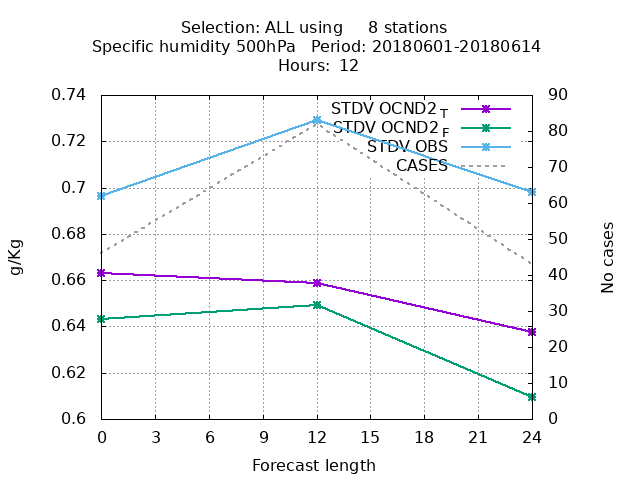 Selection: ALL using     8 stations
Specific humidity 500hPa   Period: 20180601-20180614
Hours: 12
STDV OCND2 T
STDV OCND2 F
STDV OBS
CASES
0.74
0.72
0.7
0.68
0.66
0.64
0.62
0.6
90
80
70
60
50
40
30
20
10
0
g/Kg
No cases
0 3 6 9 12 15 18 21 24
Forecast length